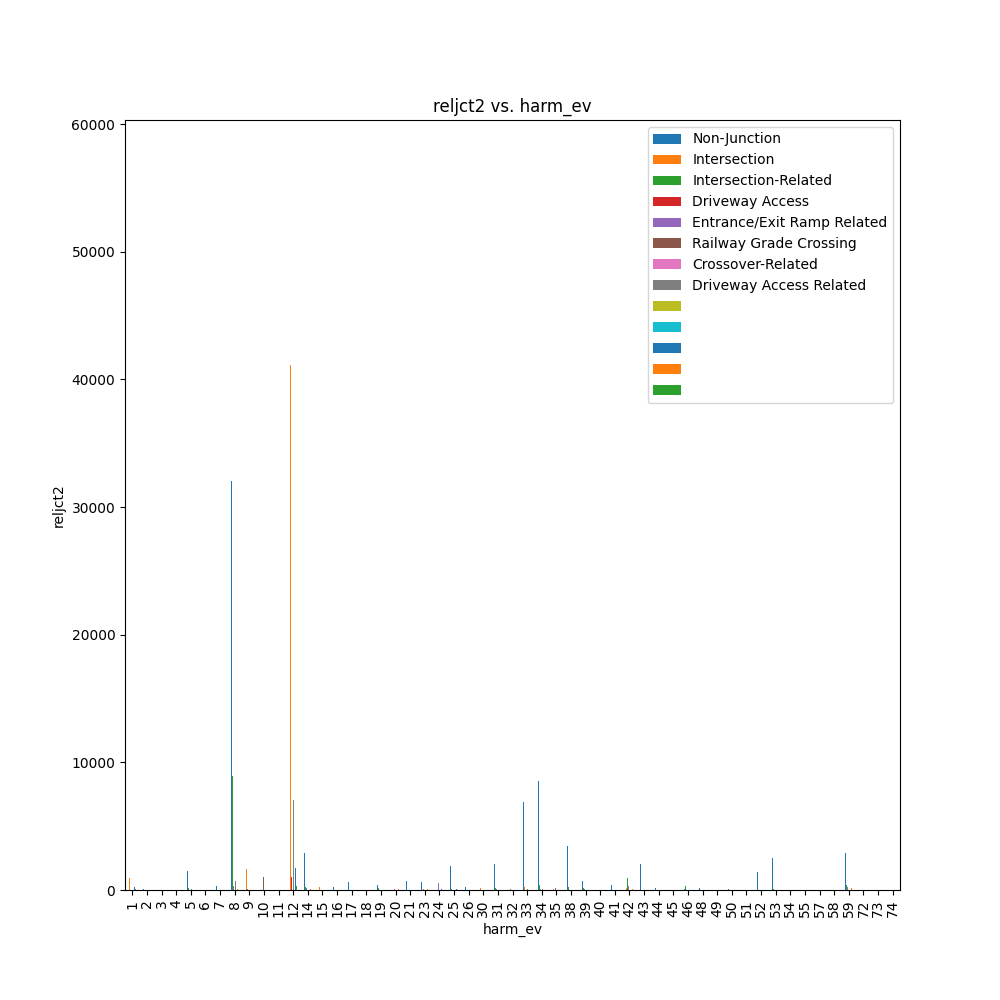 reljct2 vs. harm_ev
60000
50000
40000
30000
20000
10000
0
reljct2
Non-Junction
Intersection
Intersection-Related
Driveway Access
Entrance/Exit Ramp Related
Railway Grade Crossing
Crossover-Related
Driveway Access Related
1 2 3 4 5 6 7 8 9 10 11 12 14 15 16 17 18 19 20 21 23 24 25 26 30 31 32 33 34 35 38 39 40 41 42 43 44 45 46 48 49 50 51 52 53 54 55 57 58 59 72 73 74
harm_ev